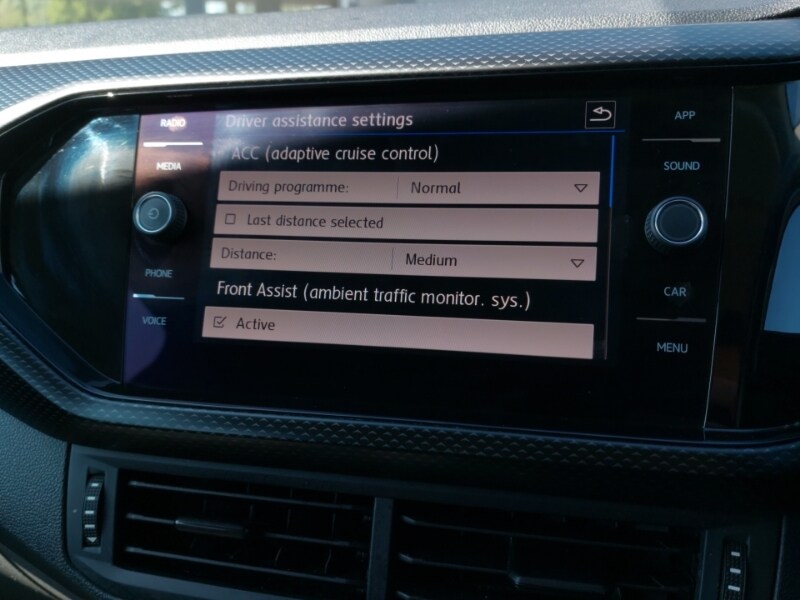 RADIO
MEDIA
PHONE
VOICE
Driver assistance settings
ACC (adaptive cruise control)
Driving programme: Normal
Last distance selected
Distance: Medium
Front Assist (ambient traffic monitor. sys.)
Active
APP
SOUND
CAR
MENU